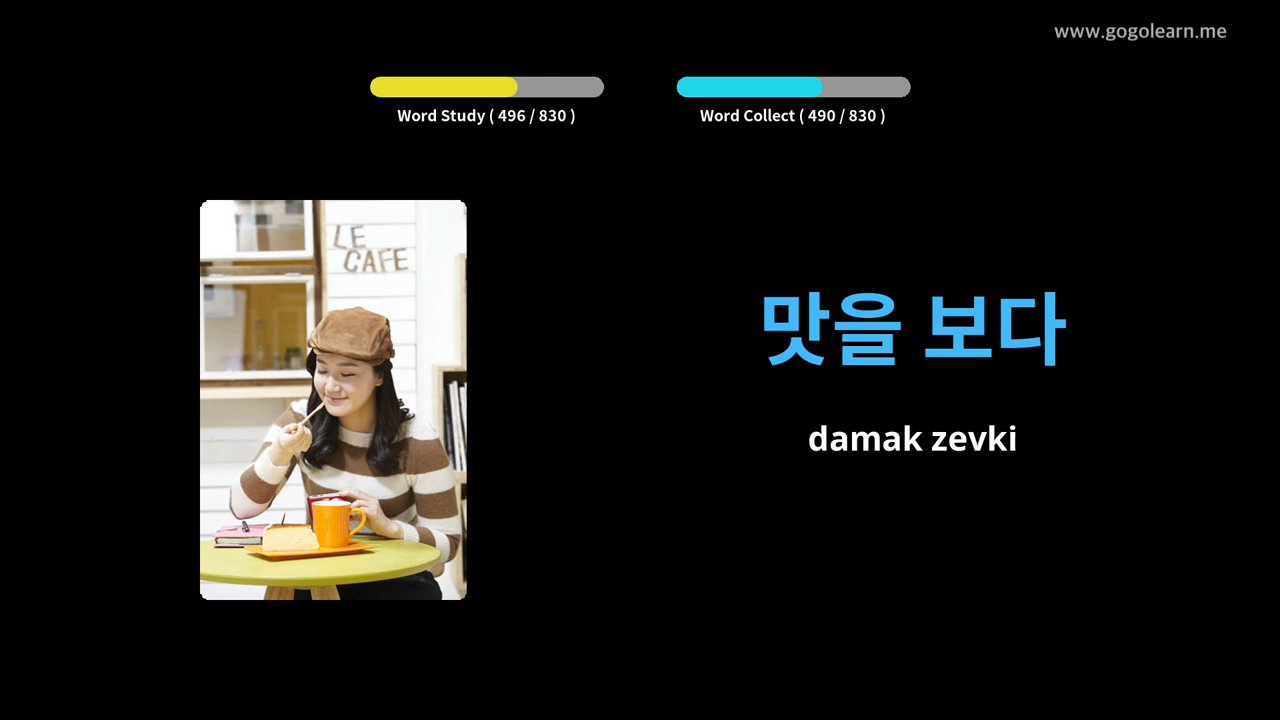 www.gogolearn.me
Word Study ( 496 / 830 )
Word Collect ( 490 / 830 )
LE
CAFE
맛을 보다
damak zevki